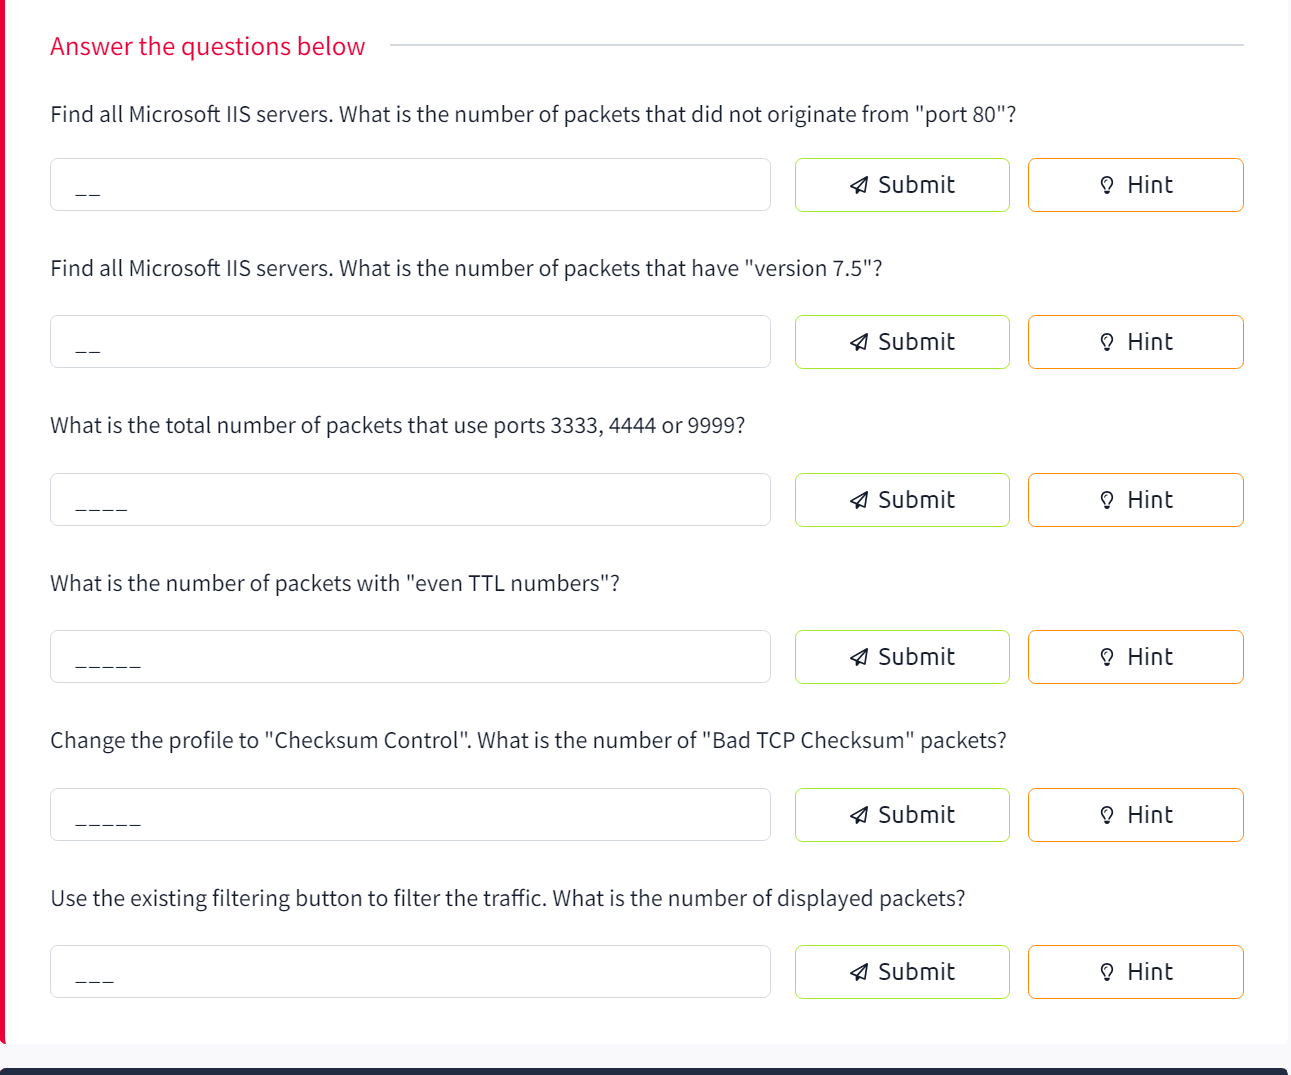 Answer the questions below
Find all Microsoft IIS servers. What is the number of packets that did not originate from "port 80"?
__
Submit
Hint
Find all Microsoft IIS servers. What is the number of packets that have "version 7.5"?
__
Submit
Hint
What is the total number of packets that use ports 3333, 4444 or 9999?
____
Submit
Hint
What is the number of packets with "even TTL numbers"?
_____
Submit
Hint
Change the profile to "Checksum Control". What is the number of "Bad TCP Checksum" packets?
_____
Submit
Hint
Use the existing filtering button to filter the traffic. What is the number of displayed packets?
___
Submit
Hint